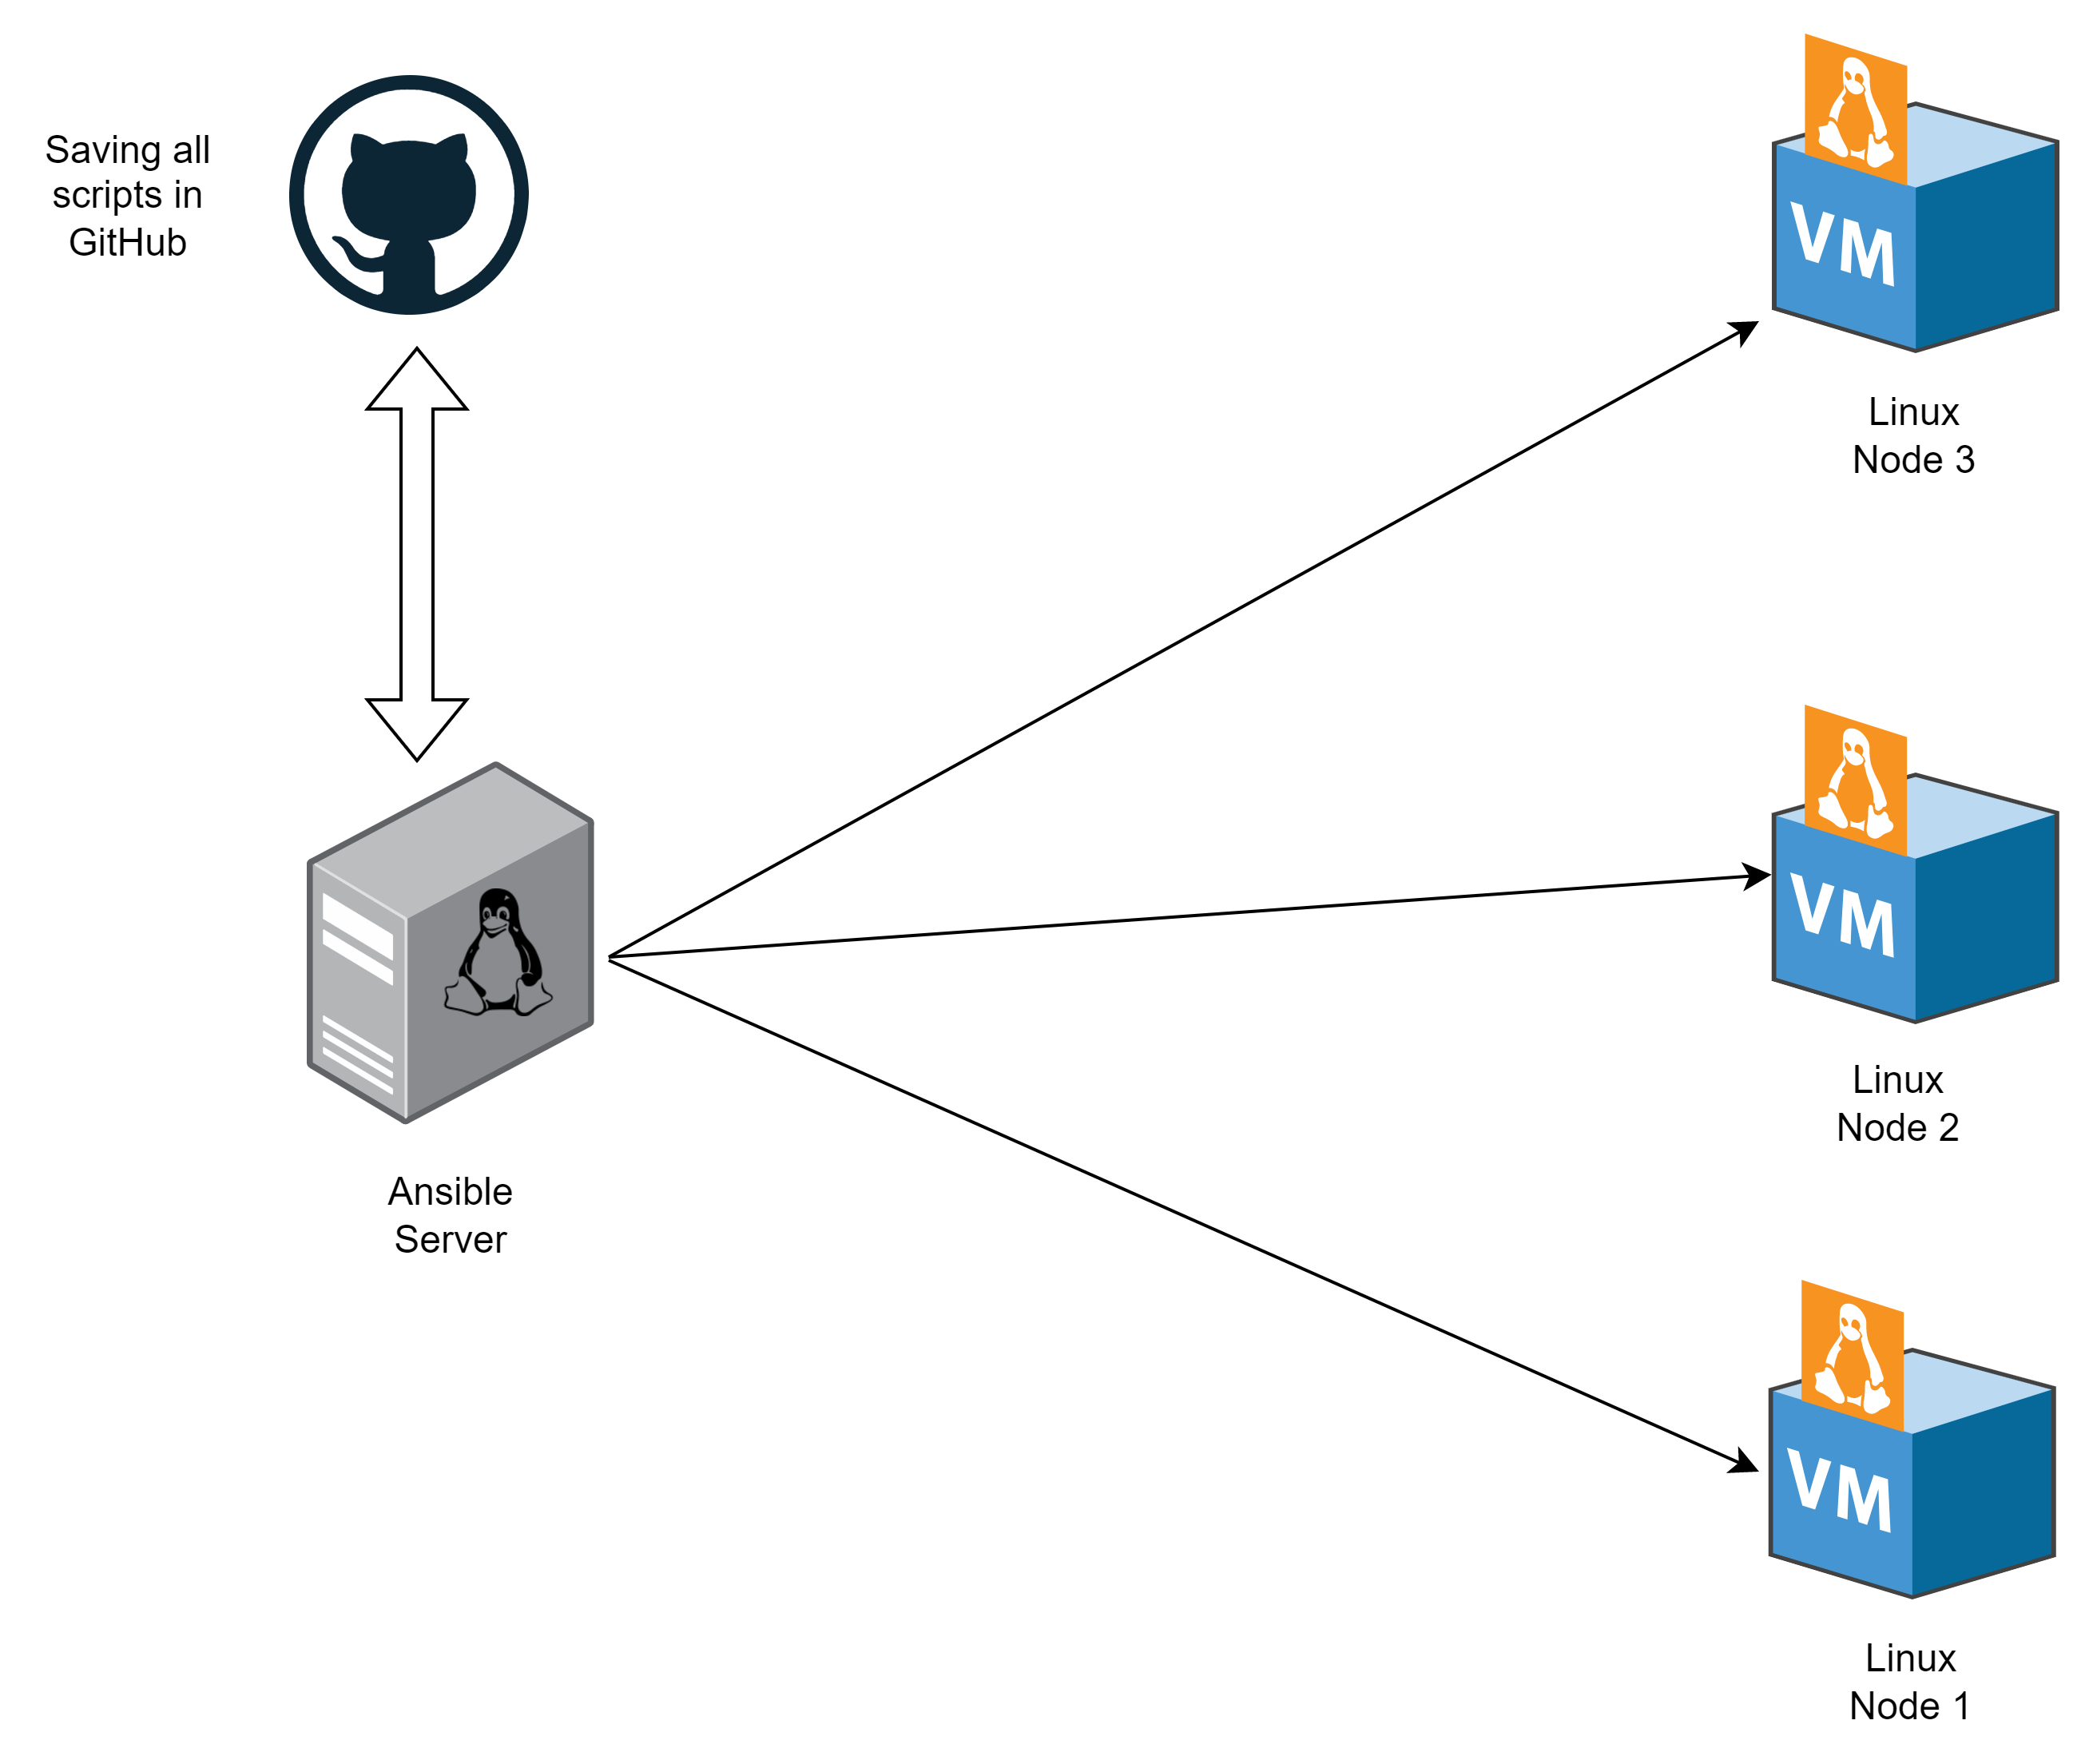 Saving all
scripts in
GitHub
VM
Linux
Node 3
VM
Linux
Node 2
Ansible
Server
VM
Linux
Node 1